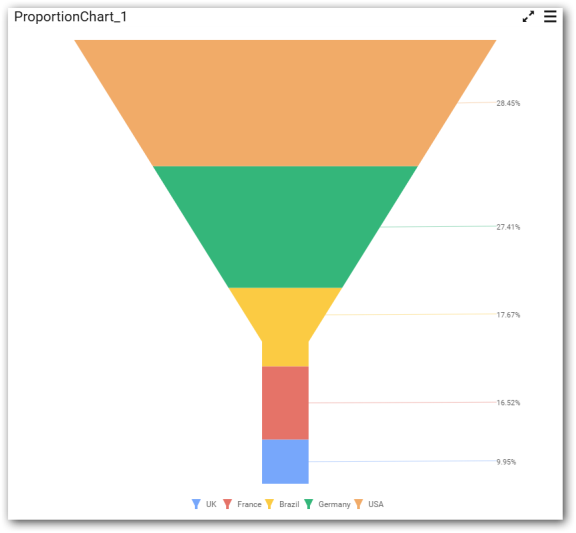 ProportionChart_1
28.45%
27.41%
17.67%
16.52%
9.95%
UK France Brazil Germany USA